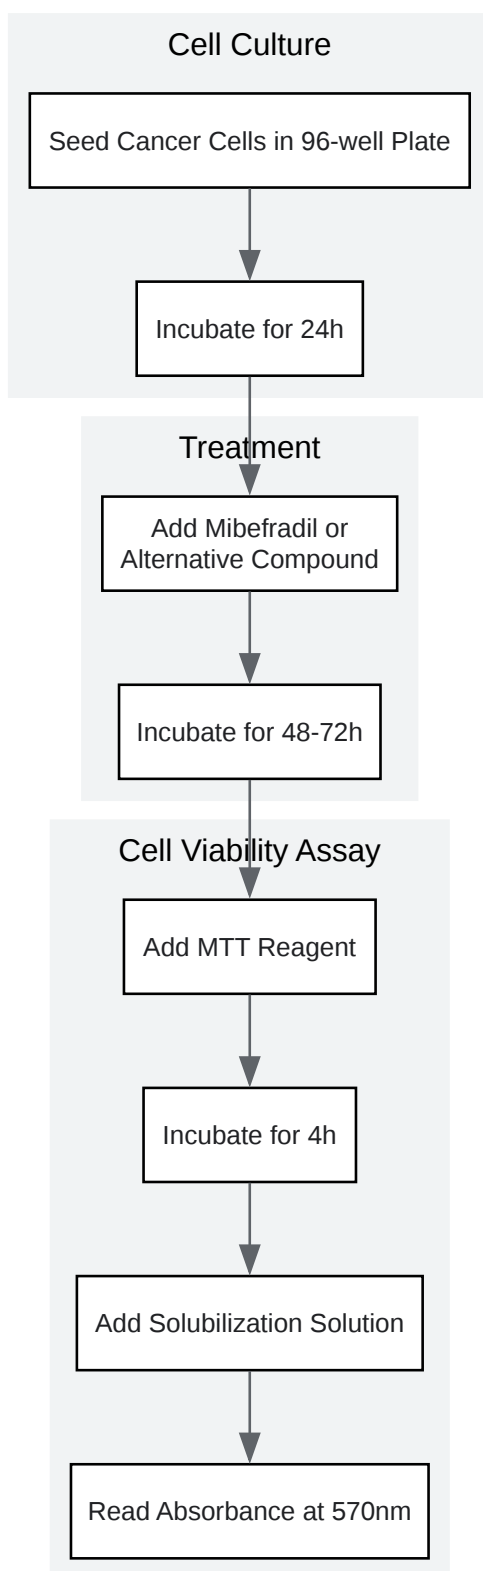 Cell Culture
Seed Cancer Cells in 96-well Plate
Incubate for 24h
Treatment
Add Mibefradil or
Alternative Compound
Incubate for 48-72h
Cell Viability Assay
Add MTT Reagent
Incubate for 4h
Add Solubilization Solution
Read Absorbance at 570nm